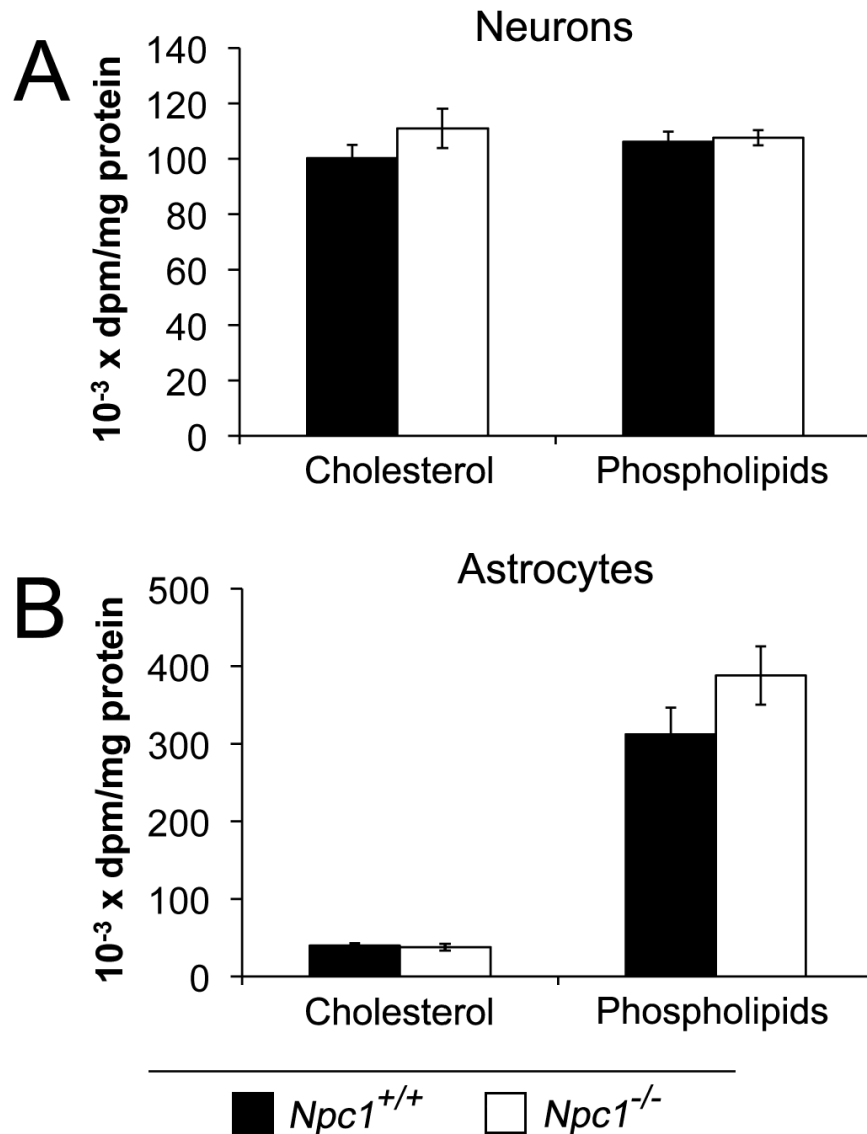 A
Neurons
10⁻³ x dpm/mg protein
140
120
100
80
60
40
20
0
Cholesterol Phospholipids
B
Astrocytes
10⁻³ x dpm/mg protein
500
400
300
200
100
0
Cholesterol Phospholipids
Npc1⁺/⁺ Npc1⁻/⁻